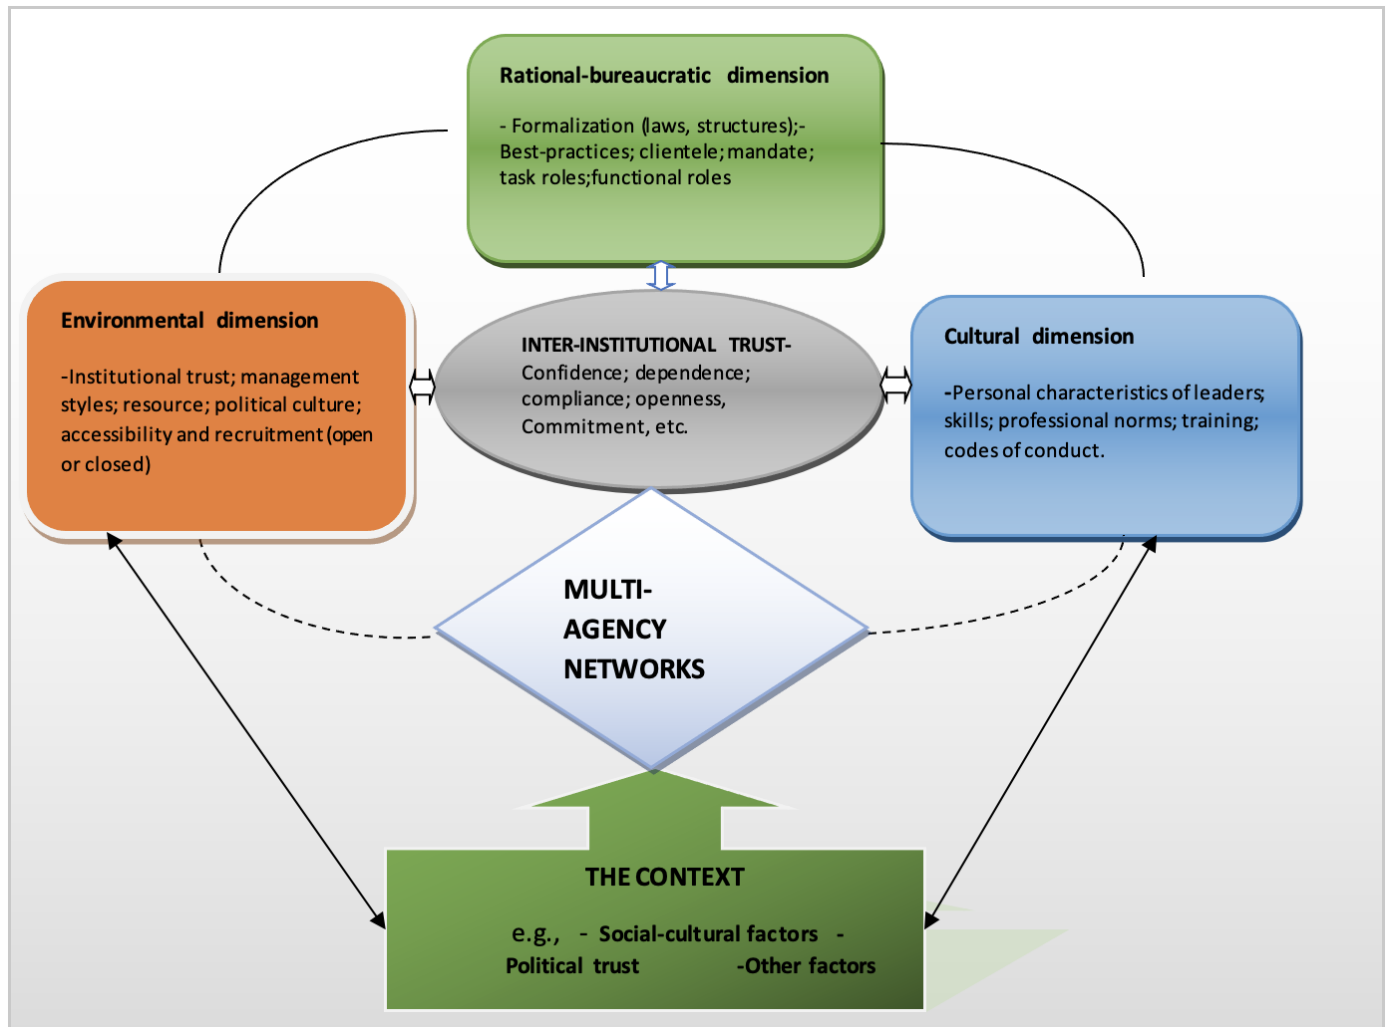 Rational-bureaucratic dimension
- Formalization (laws, structures);-
Best-practices; clientele; mandate;
task roles;functional roles
Environmental dimension
-Institutional trust; management
styles; resource; political culture;
accessibility and recruitment (open
or closed)
INTER-INSTITUTIONAL TRUST-
Confidence; dependence;
compliance; openness,
Commitment, etc.
Cultural dimension
-Personal characteristics of leaders;
skills; professional norms; training;
codes of conduct.
MULTI-
AGENCY
NETWORKS
THE CONTEXT
e.g., - Social-cultural factors -
Political trust -Other factors